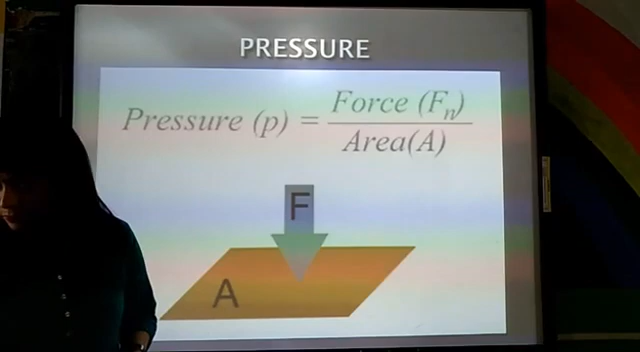 PRESSURE
Pressure (p) = Force (Fn) / Area(A)
F
A